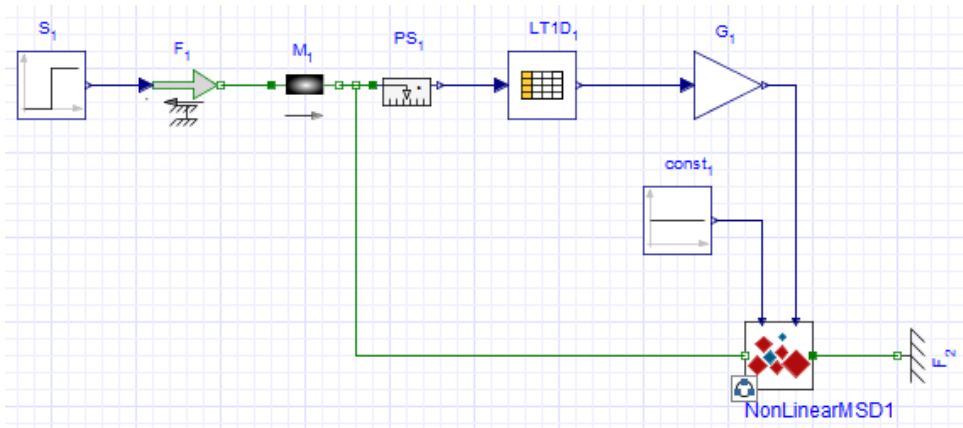 S₁
F₁
M₁
PS₁
LT1D₁
G₁
const₁
F₂
NonLinearMSD1